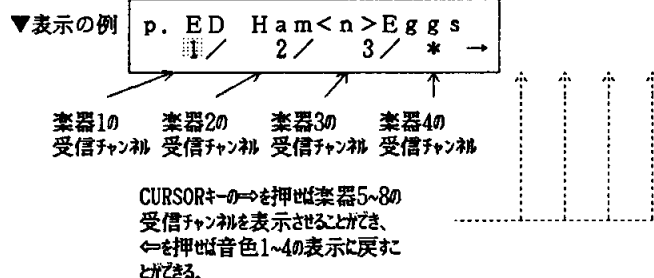 ▼表示の例
p. ED Ham<n>Eggs
1/ 2/ 3/ * →
楽器1の 楽器2の 楽器3の 楽器4の
受信チャンネル 受信チャンネル 受信チャンネル 受信チャンネル
CURSORキーの⇒を押せば楽器5~8の
受信チャンネルを表示させることができ、
⇐を押せば音色1~4の表示に戻すこ
とができる。